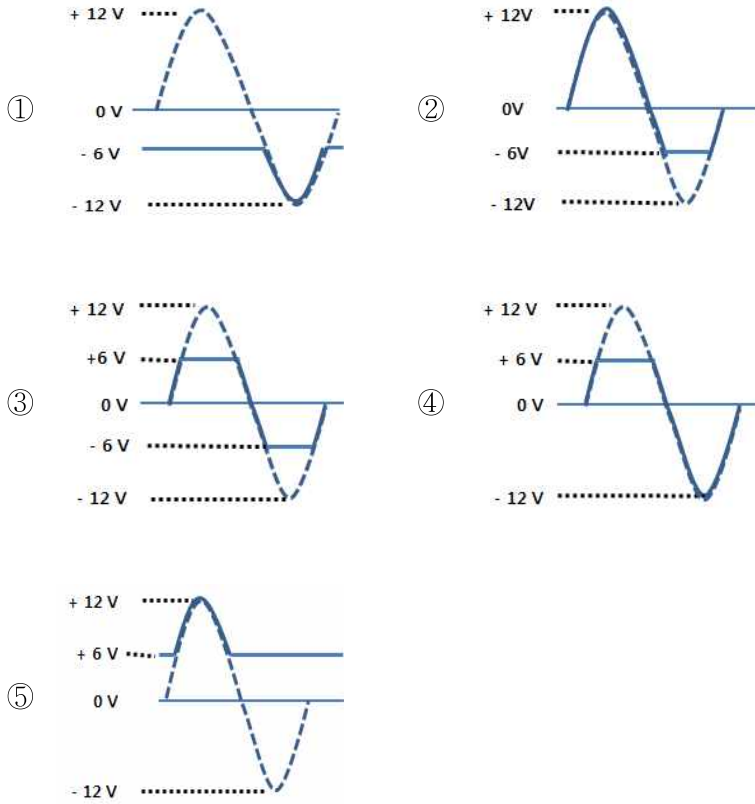 ①
+ 12 V
0 V
- 6 V
- 12 V
②
+ 12V
0V
- 6V
- 12V
③
+ 12 V
+6 V
0 V
- 6 V
- 12 V
④
+ 12 V
+ 6 V
0 V
- 12 V
⑤
+ 12 V
+ 6 V
0 V
- 12 V